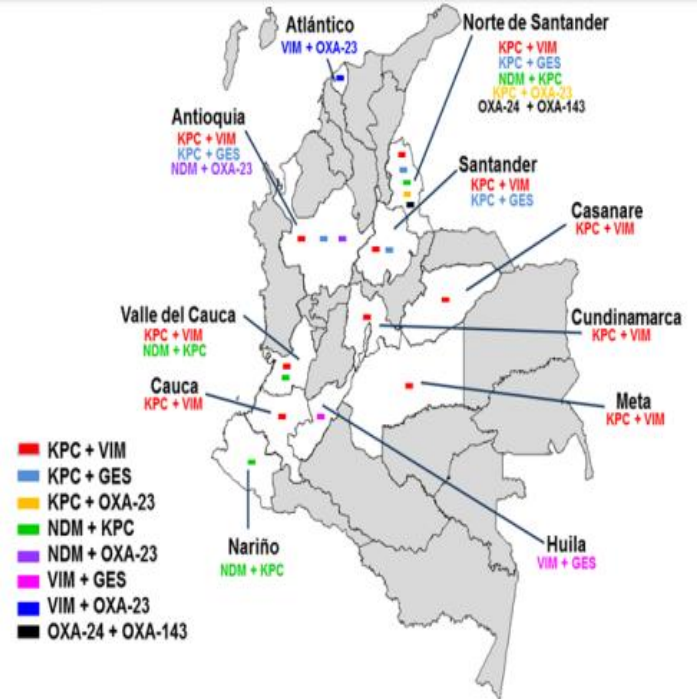 Atlántico
VIM + OXA-23
Norte de Santander
KPC + VIM
KPC + GES
NDM + KPC
KPC + OXA-23
OXA-24 + OXA-143
Antioquia
KPC + VIM
KPC + GES
NDM + OXA-23
Santander
KPC + VIM
KPC + GES
Casanare
KPC + VIM
Valle del Cauca
KPC + VIM
NDM + KPC
Cundinamarca
KPC + VIM
Cauca
KPC + VIM
Meta
KPC + VIM
KPC + VIM
KPC + GES
KPC + OXA-23
NDM + KPC
NDM + OXA-23
VIM + GES
VIM + OXA-23
OXA-24 + OXA-143
Nariño
NDM + KPC
Huila
VIM + GES